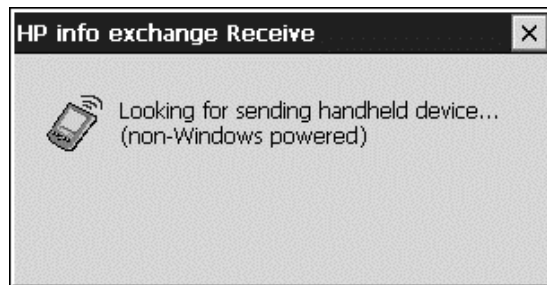 HP info exchange Receive
Looking for sending handheld device...
(non-Windows powered)